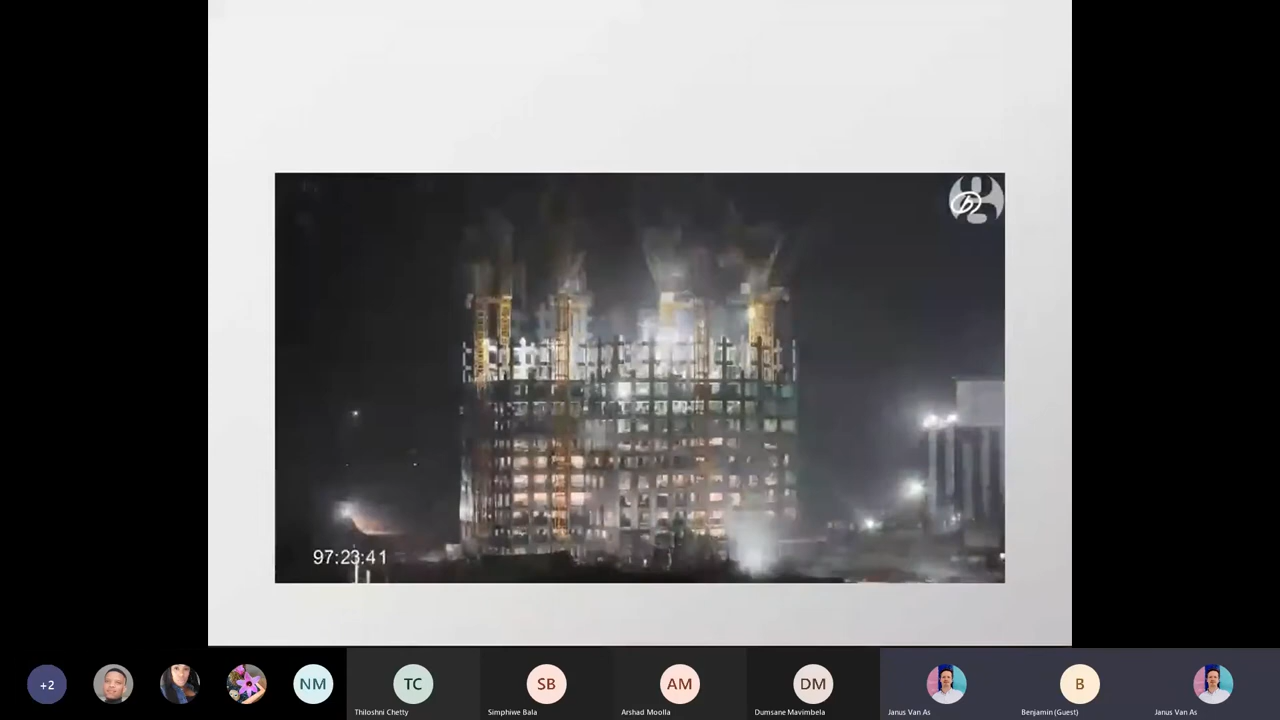 b
97:23:41
+2
NM
TC
SB
AM
DM
B
Thiloshni Chetty
Simphiwe Bala
Arshad Moolla
Dumsane Mavimbela
Janus Van As
Benjamin (Guest)
Janus Van As